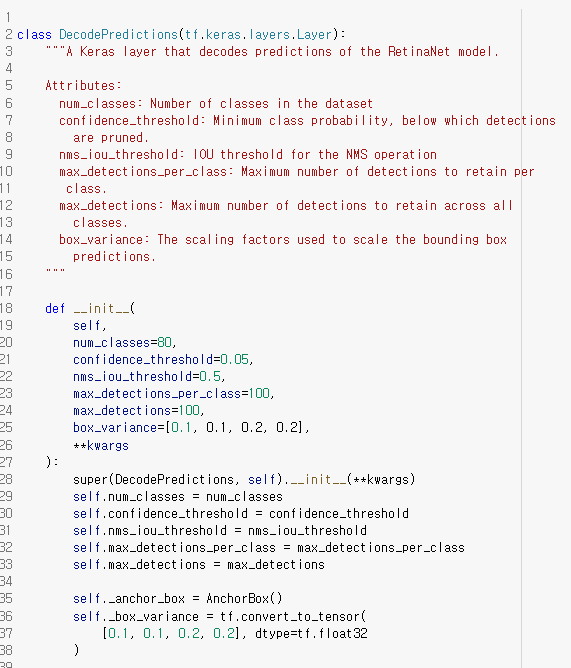 1
2 class DecodePredictions(tf.keras.layers.Layer):
3     """A Keras layer that decodes predictions of the RetinaNet model.
4
5     Attributes:
6       num_classes: Number of classes in the dataset
7       confidence_threshold: Minimum class probability, below which detections
8         are pruned.
9       nms_iou_threshold: IOU threshold for the NMS operation
10       max_detections_per_class: Maximum number of detections to retain per
11        class.
12       max_detections: Maximum number of detections to retain across all
13         classes.
14       box_variance: The scaling factors used to scale the bounding box
15         predictions.
16     """
17
18     def __init__(
19         self,
20         num_classes=80,
21         confidence_threshold=0.05,
22         nms_iou_threshold=0.5,
23         max_detections_per_class=100,
24         max_detections=100,
25         box_variance=[0.1, 0.1, 0.2, 0.2],
26         **kwargs
27     ):
28         super(DecodePredictions, self).__init__(**kwargs)
29         self.num_classes = num_classes
30         self.confidence_threshold = confidence_threshold
31         self.nms_iou_threshold = nms_iou_threshold
32         self.max_detections_per_class = max_detections_per_class
33         self.max_detections = max_detections
34
35         self._anchor_box = AnchorBox()
36         self._box_variance = tf.convert_to_tensor(
37             [0.1, 0.1, 0.2, 0.2], dtype=tf.float32
38         )
39